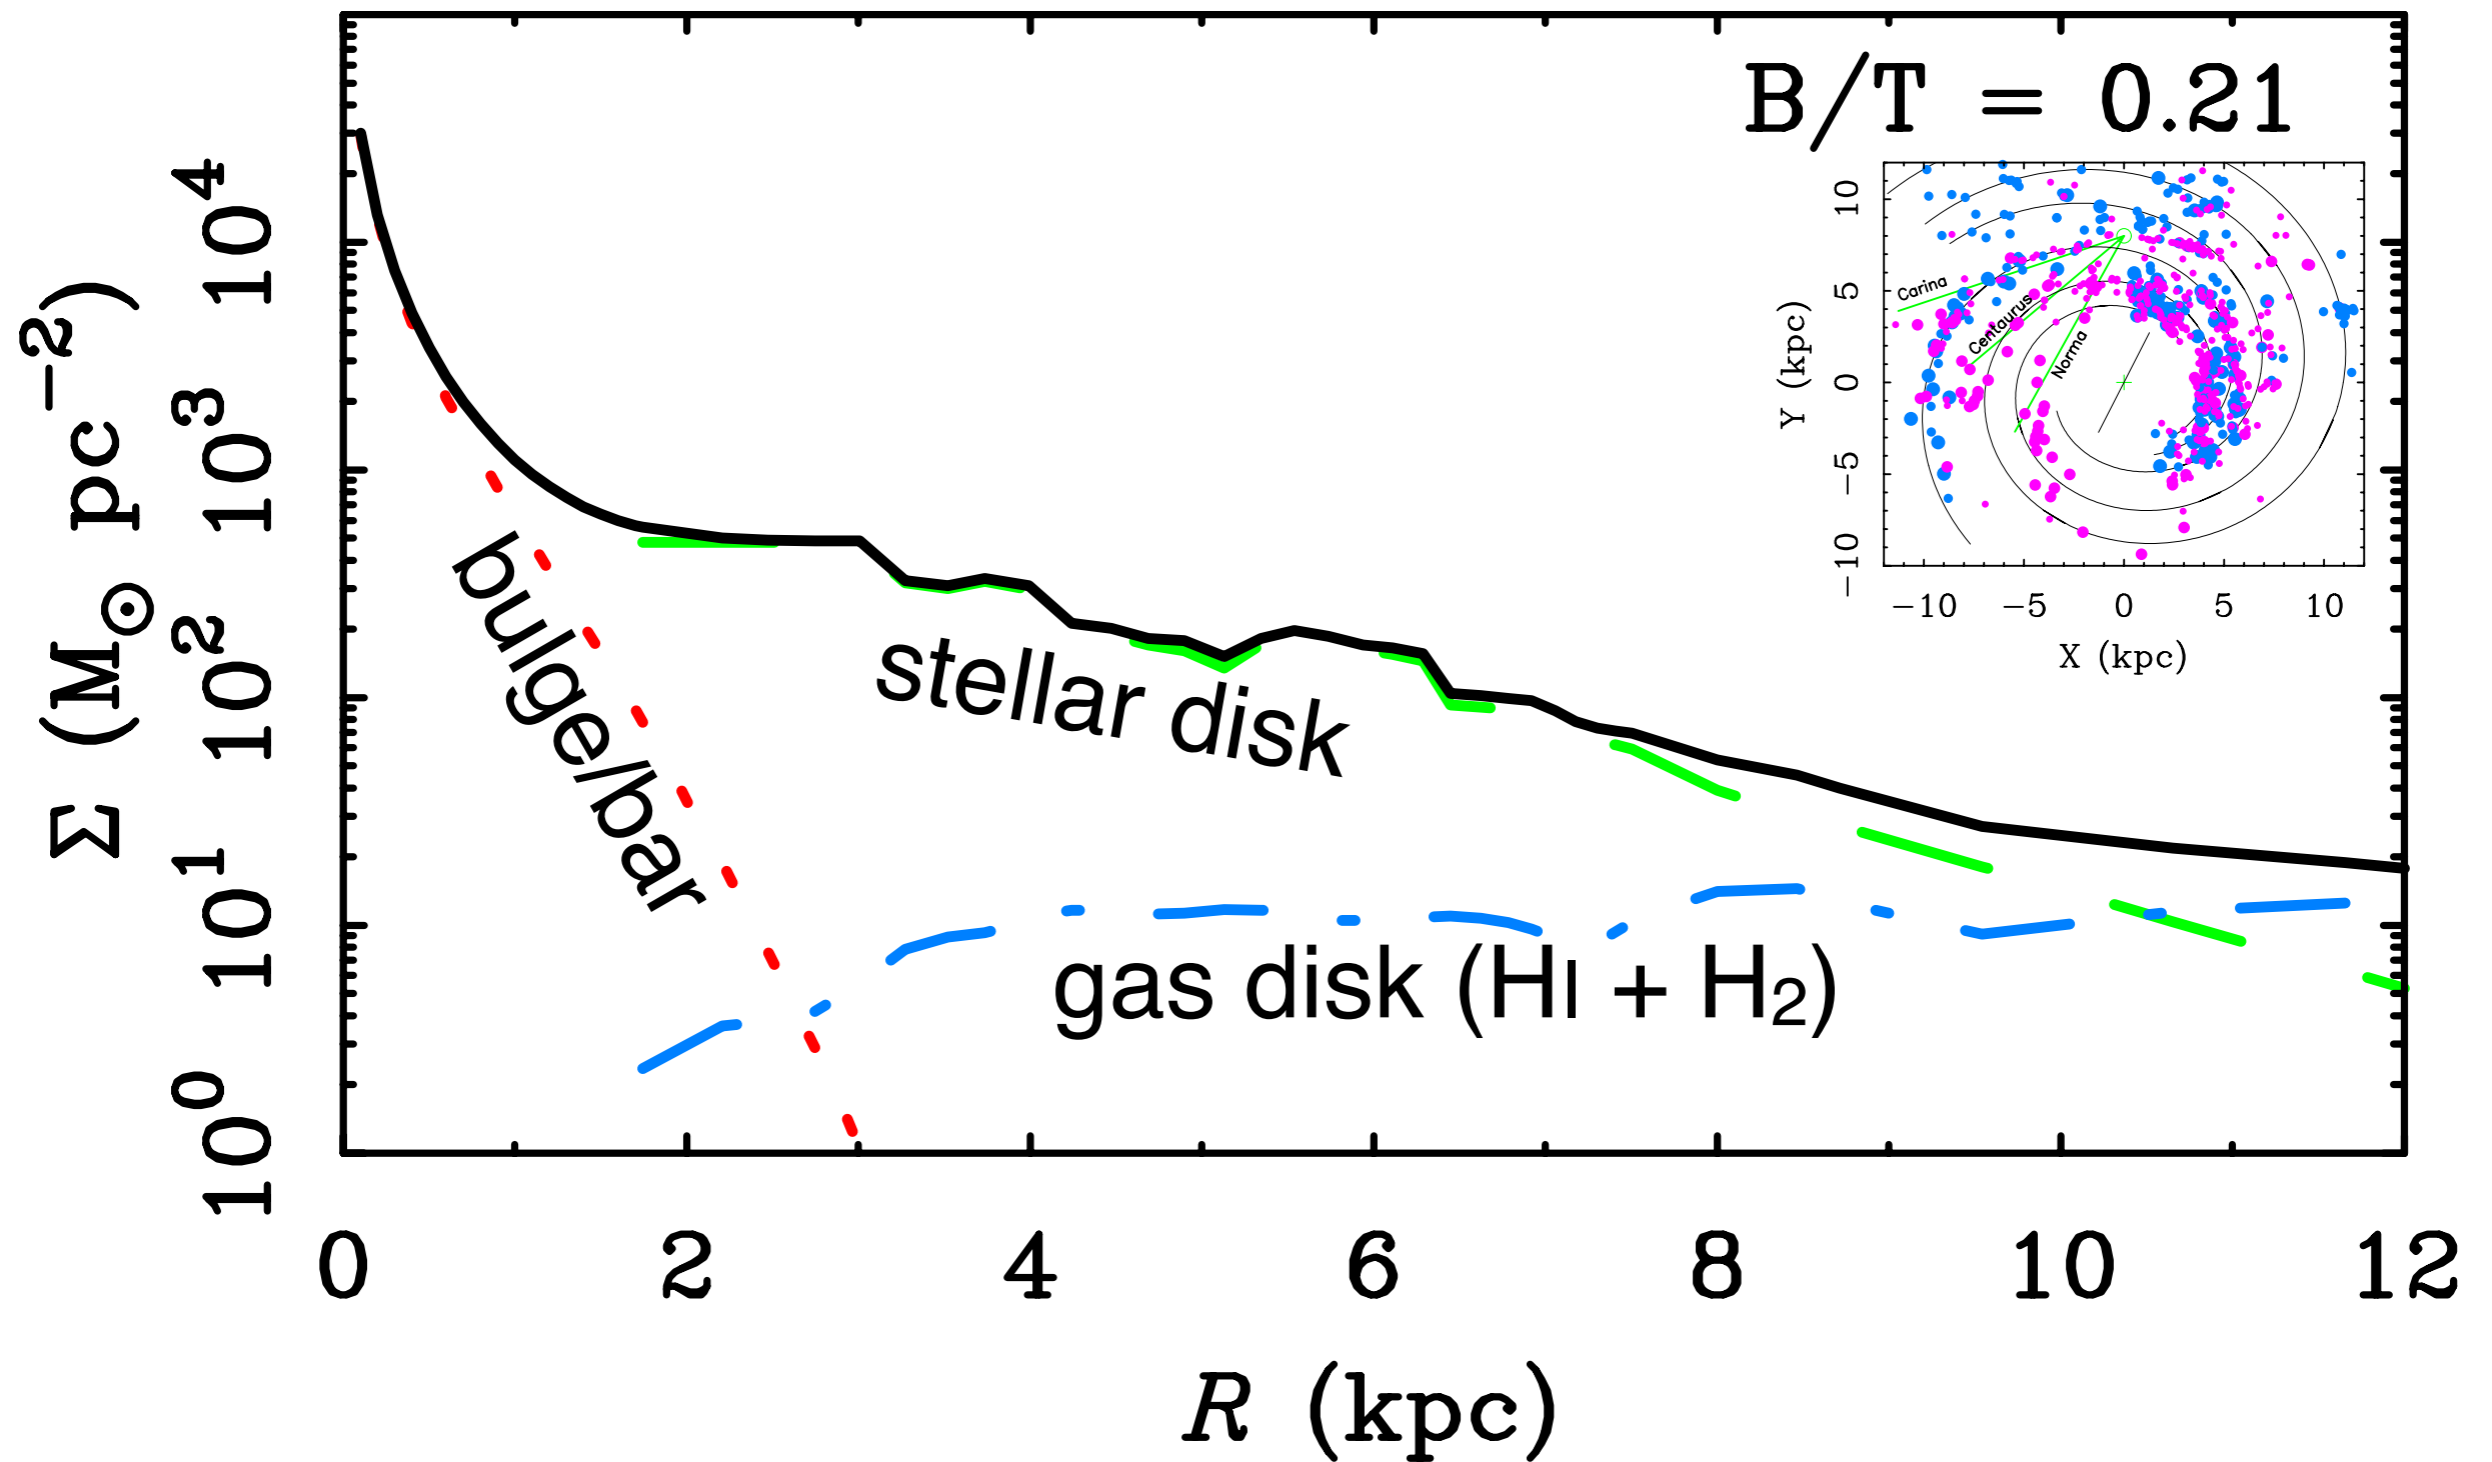 B/T = 0.21
Σ (M⊙ pc⁻²)
10⁴
10³
10²
10¹
10⁰
bulge/bar
stellar disk
gas disk (HI + H₂)
0 2 4 6 8 10 12
R (kpc)
Y (kpc)
10
5
0
−5
−10
Carina
Centaurus
Norma
−10 −5 0 5 10
X (kpc)